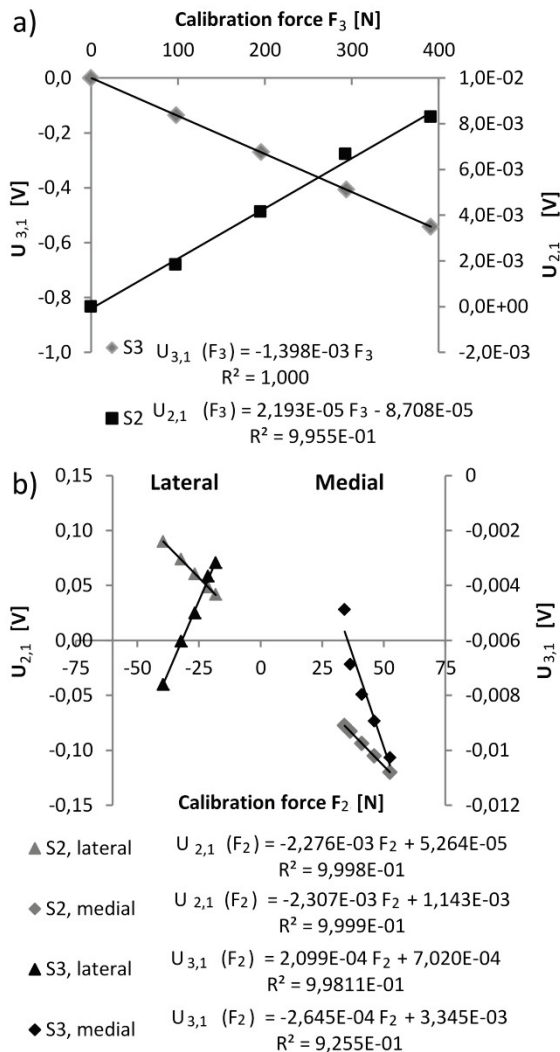 a)
Calibration force F3 [N]
0 100 200 300 400
0,0
-0,2
-0,4
-0,6
-0,8
-1,0
U3,1 [V]
1,0E-02
8,0E-03
6,0E-03
4,0E-03
2,0E-03
0,0E+00
-2,0E-03
U2,1 [V]
S3 U3,1 (F3) = -1,398E-03 F3
R² = 1,000
S2 U2,1 (F3) = 2,193E-05 F3 - 8,708E-05
R² = 9,955E-01
b)
Lateral Medial
0,15
0,10
0,05
0,00
-0,05
-0,10
-0,15
U2,1 [V]
-75 -50 -25 0 25 50 75
0
-0,002
-0,004
-0,006
-0,008
-0,01
-0,012
U3,1 [V]
Calibration force F2 [N]
S2, lateral U2,1 (F2) = -2,276E-03 F2 + 5,264E-05
R² = 9,998E-01
S2, medial U2,1 (F2) = -2,307E-03 F2 + 1,143E-03
R² = 9,999E-01
S3, lateral U3,1 (F2) = 2,099E-04 F2 + 7,020E-04
R² = 9,9811E-01
S3, medial U3,1 (F2) = -2,645E-04 F2 + 3,345E-03
R² = 9,255E-01